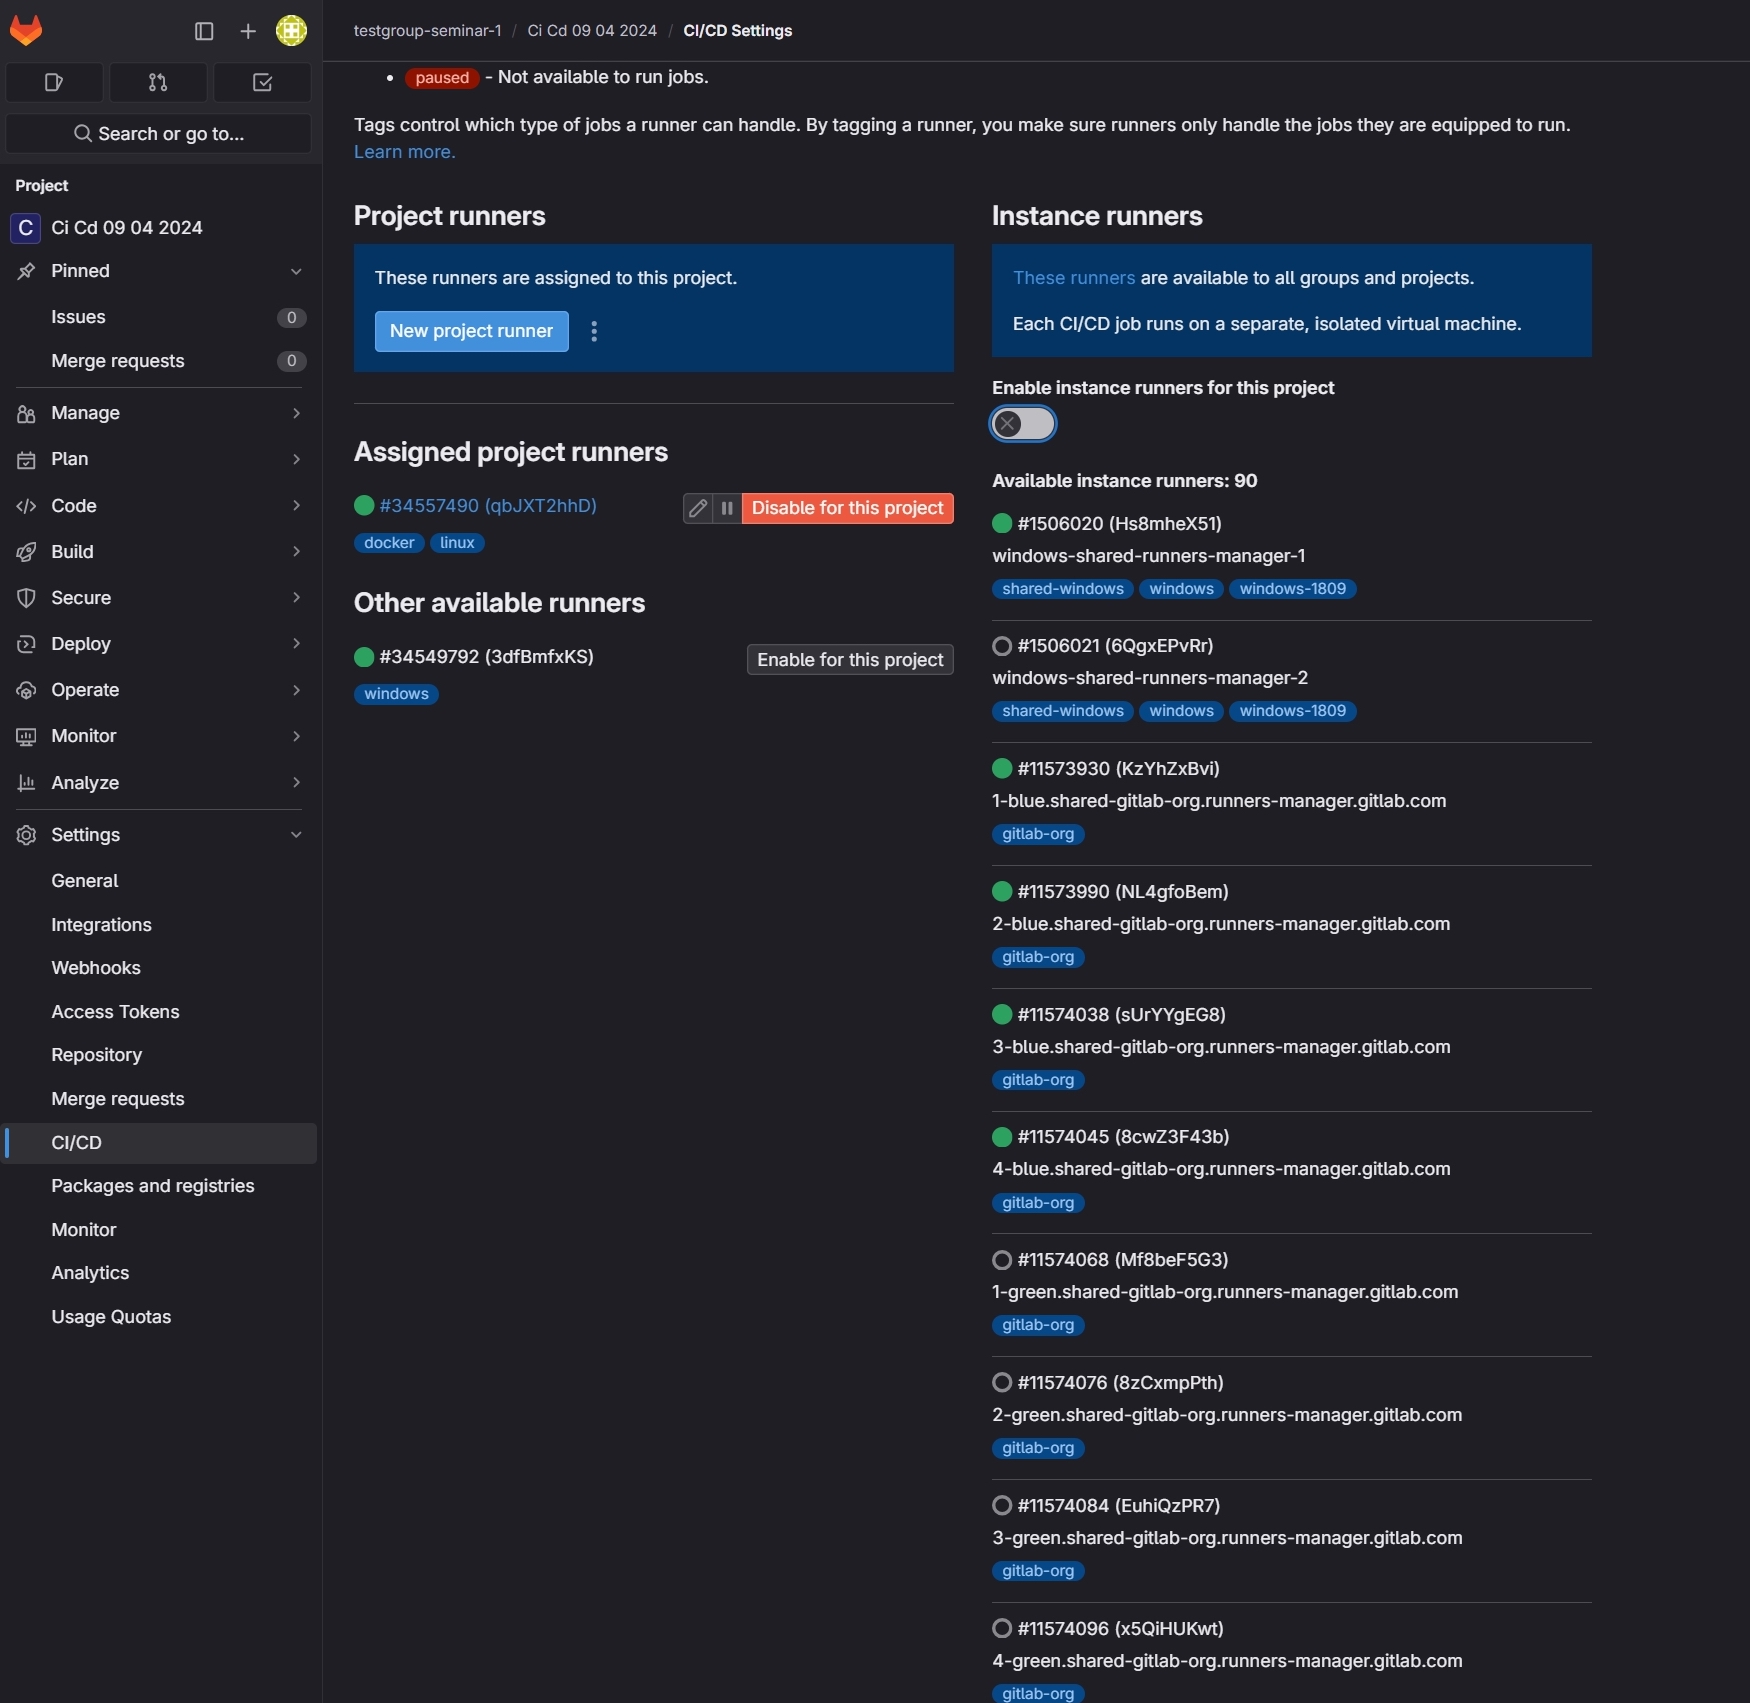 testgroup-seminar-1 / Ci Cd 09 04 2024 / CI/CD Settings
Search or go to...
Project
C Ci Cd 09 04 2024
Pinned
Issues 0
Merge requests 0
Manage
Plan
Code
Build
Secure
Deploy
Operate
Monitor
Analyze
Settings
General
Integrations
Webhooks
Access Tokens
Repository
Merge requests
CI/CD
Packages and registries
Monitor
Analytics
Usage Quotas
• paused - Not available to run jobs.
Tags control which type of jobs a runner can handle. By tagging a runner, you make sure runners only handle the jobs they are equipped to run.
Learn more.
Project runners
These runners are assigned to this project.
New project runner
Assigned project runners
#34557490 (qbJXT2hhD) Disable for this project
docker linux
Other available runners
#34549792 (3dfBmfxKS) Enable for this project
windows
Instance runners
These runners are available to all groups and projects.
Each CI/CD job runs on a separate, isolated virtual machine.
Enable instance runners for this project
Available instance runners: 90
#1506020 (Hs8mheX51)
windows-shared-runners-manager-1
shared-windows windows windows-1809
#1506021 (6QgxEPvRr)
windows-shared-runners-manager-2
shared-windows windows windows-1809
#11573930 (KzYhZxBvi)
1-blue.shared-gitlab-org.runners-manager.gitlab.com
gitlab-org
#11573990 (NL4gfoBem)
2-blue.shared-gitlab-org.runners-manager.gitlab.com
gitlab-org
#11574038 (sUrYYgEG8)
3-blue.shared-gitlab-org.runners-manager.gitlab.com
gitlab-org
#11574045 (8cwZ3F43b)
4-blue.shared-gitlab-org.runners-manager.gitlab.com
gitlab-org
#11574068 (Mf8beF5G3)
1-green.shared-gitlab-org.runners-manager.gitlab.com
gitlab-org
#11574076 (8zCxmpPth)
2-green.shared-gitlab-org.runners-manager.gitlab.com
gitlab-org
#11574084 (EuhiQzPR7)
3-green.shared-gitlab-org.runners-manager.gitlab.com
gitlab-org
#11574096 (x5QiHUKwt)
4-green.shared-gitlab-org.runners-manager.gitlab.com
gitlab-org